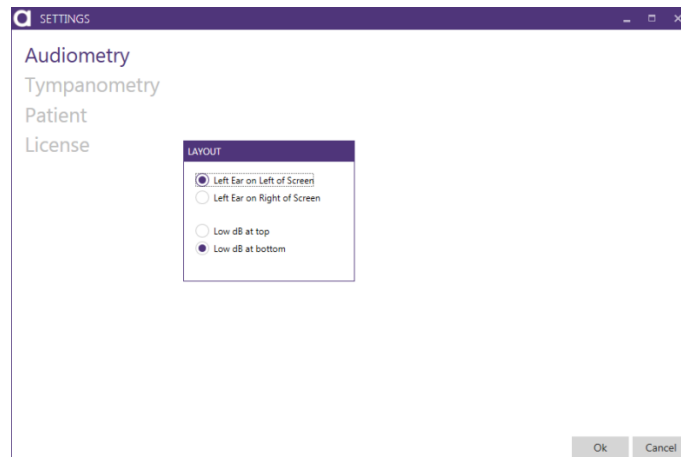 SETTINGS
Audiometry
Tympanometry
Patient
License
LAYOUT
Left Ear on Left of Screen
Left Ear on Right of Screen
Low dB at top
Low dB at bottom
Ok Cancel